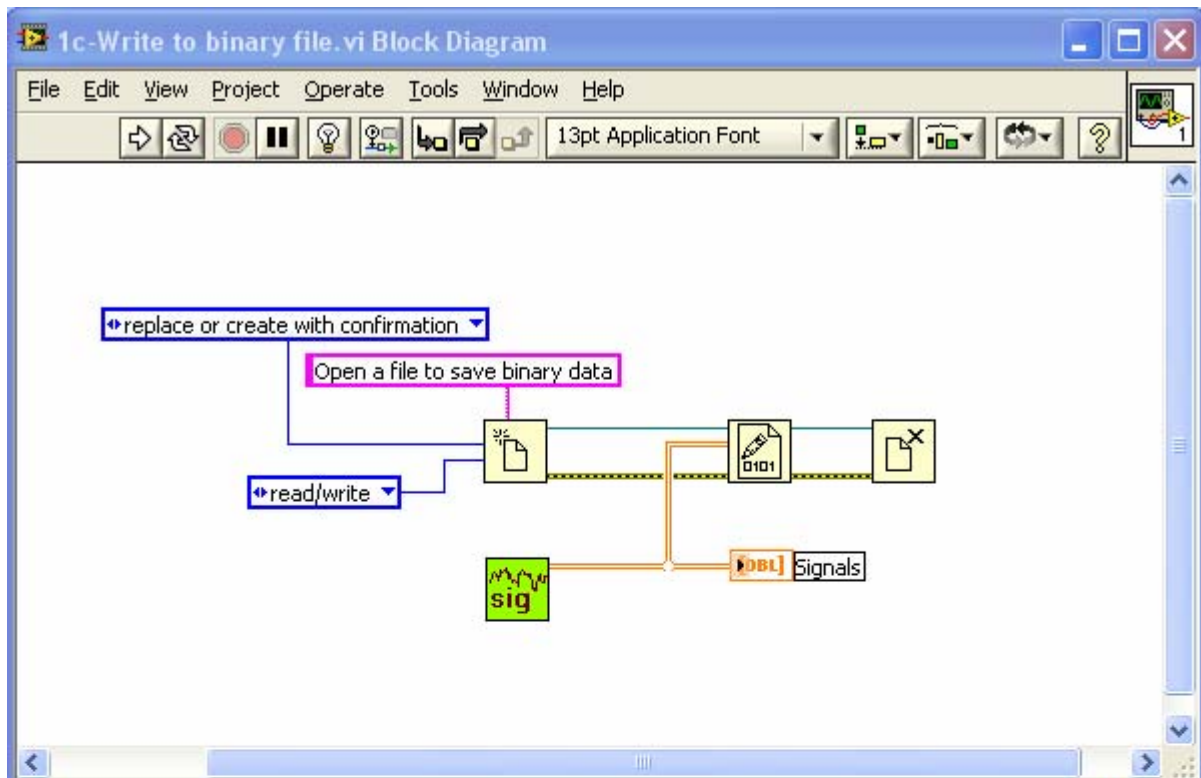 1c-Write to binary file.vi Block Diagram
File Edit View Project Operate Tools Window Help
13pt Application Font
1
replace or create with confirmation
Open a file to save binary data
read/write
0101
sig
[DBL] Signals